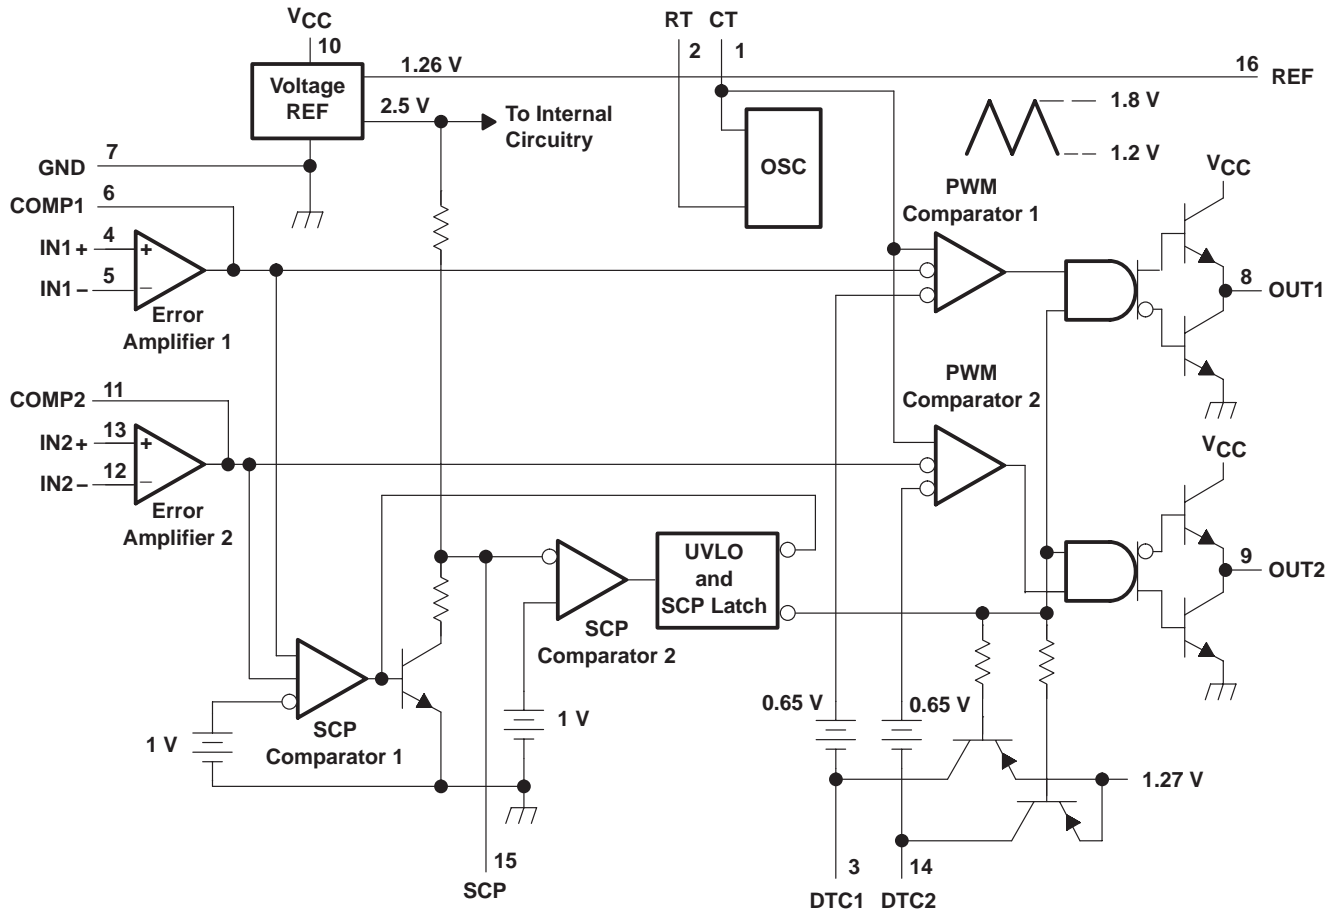 VCC
10
RT CT
2
1
1.26 V
16
REF
Voltage
REF
2.5 V
To Internal
Circuitry
1.8 V
1.2 V
OSC
7
GND
6
COMP1
4
IN1+
+
5
IN1−
−
Error
Amplifier 1
PWM
Comparator 1
VCC
8
OUT1
11
COMP2
13
IN2+
+
12
IN2−
−
Error
Amplifier 2
PWM
Comparator 2
VCC
9
OUT2
UVLO
and
SCP Latch
SCP
Comparator 2
1 V
SCP
Comparator 1
1 V
0.65 V
0.65 V
1.27 V
15
SCP
3
14
DTC1 DTC2